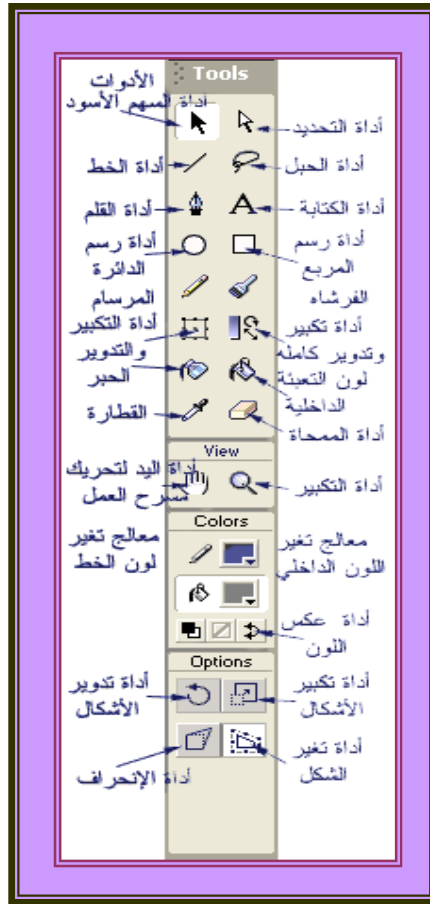 Tools
الأدوات
أداة السهم الأسود
أداة التحديد
أداة الخط
أداة الحبل
أداة القلم
أداة الكتابة
أداة رسم
الدائرة
أداة رسم
المربع
المرسام
الفرشاه
أداة التكبير
والتدوير
أداة تكبير
وتدوير كامله
الحبر
لون التعبئة
الداخلية
القطارة
أداة الممحاة
View
أداة اليد لتحريك
مسرح العمل
أداة التكبير
Colors
معالج تغير
لون الخط
معالج تغير
اللون الداخلي
أداة عكس
اللون
Options
أداة تدوير
الأشكال
أداة تكبير
الأشكال
أداة الإنحراف
أداة تغير
الشكل